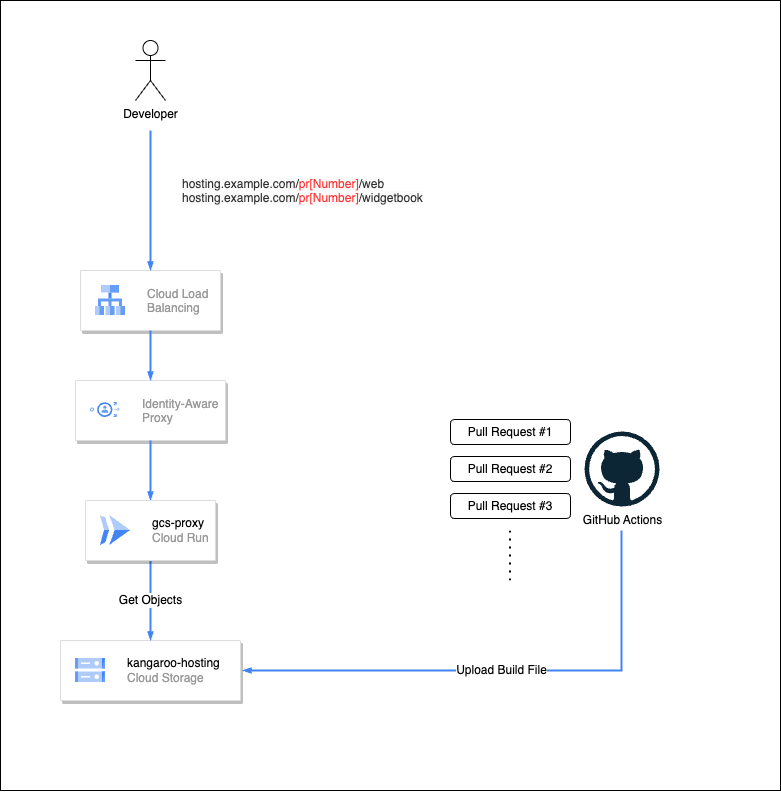 Developer
hosting.example.com/pr[Number]/web
hosting.example.com/pr[Number]/widgetbook
Cloud Load
Balancing
Identity-Aware
Proxy
gcs-proxy
Cloud Run
Get Objects
kangaroo-hosting
Cloud Storage
Pull Request #1
Pull Request #2
Pull Request #3
GitHub Actions
Upload Build File